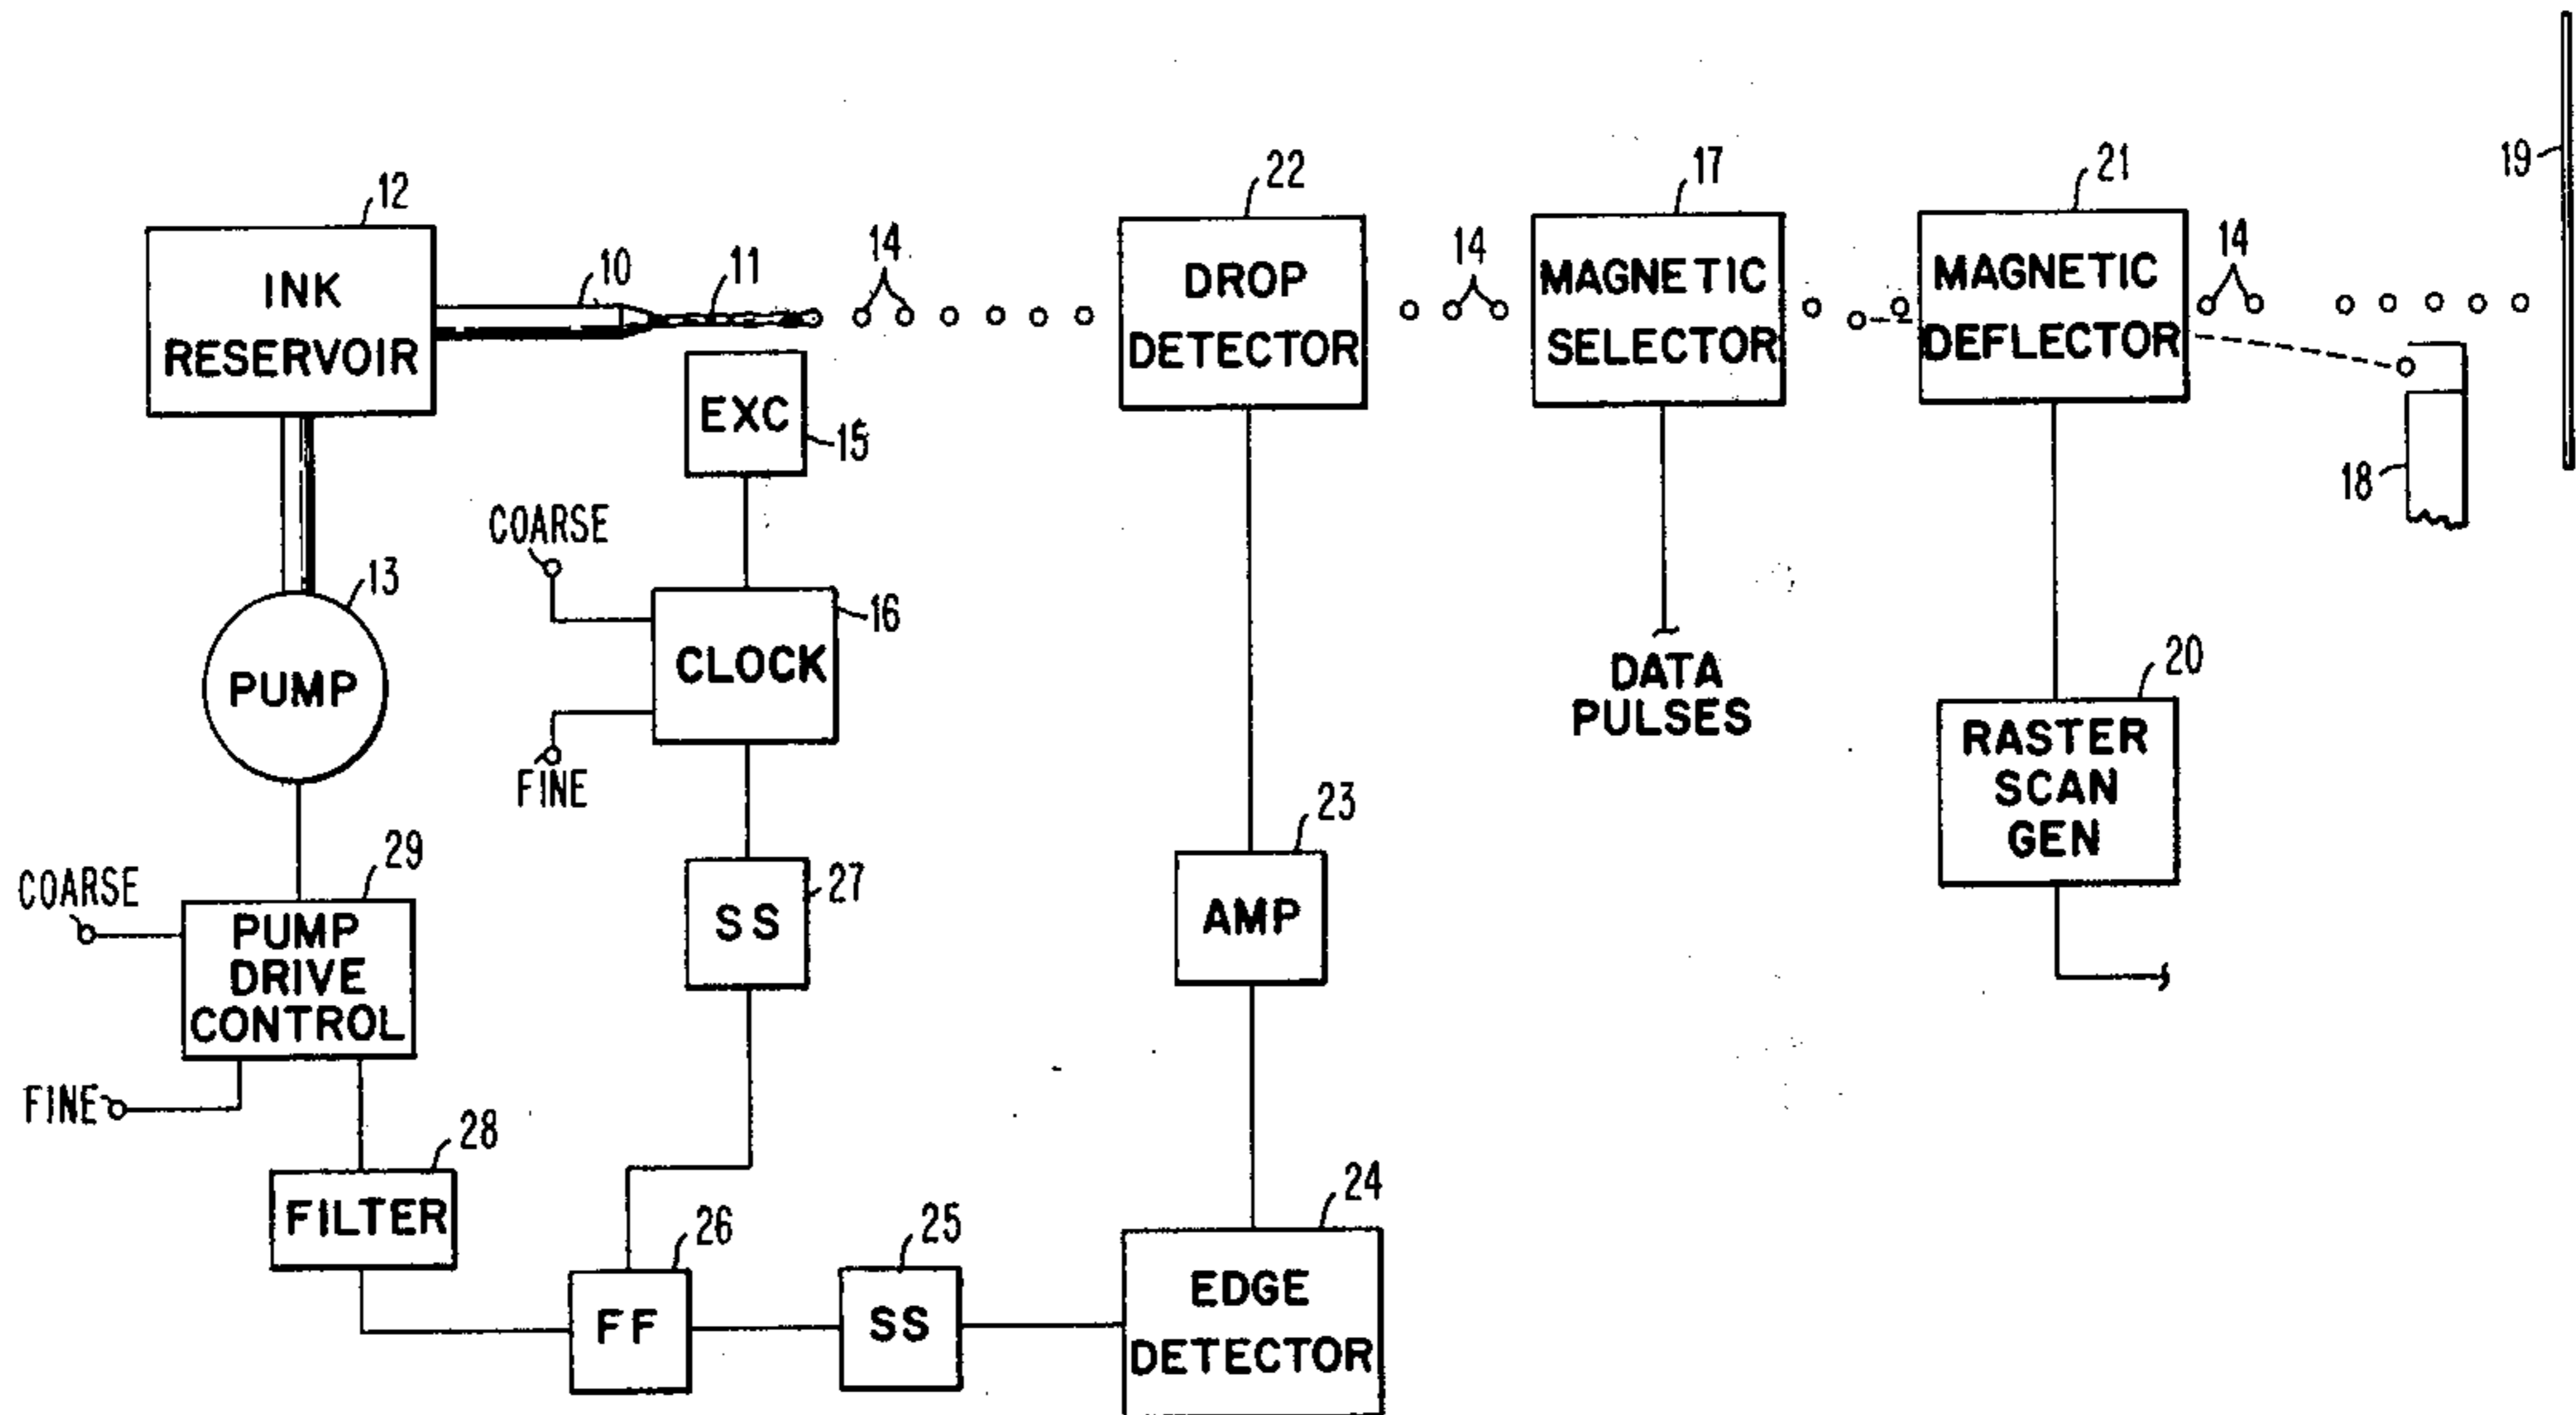 19
12
22
17
21
INK
RESERVOIR
10
11
14
DROP
DETECTOR
14
MAGNETIC
SELECTOR
MAGNETIC
DEFLECTOR
14
EXC
15
18
COARSE
13
16
PUMP
CLOCK
FINE
DATA
PULSES
20
RASTER
SCAN
GEN
23
AMP
29
COARSE
PUMP
DRIVE
CONTROL
27
SS
FINE
28
FILTER
26
FF
25
SS
24
EDGE
DETECTOR